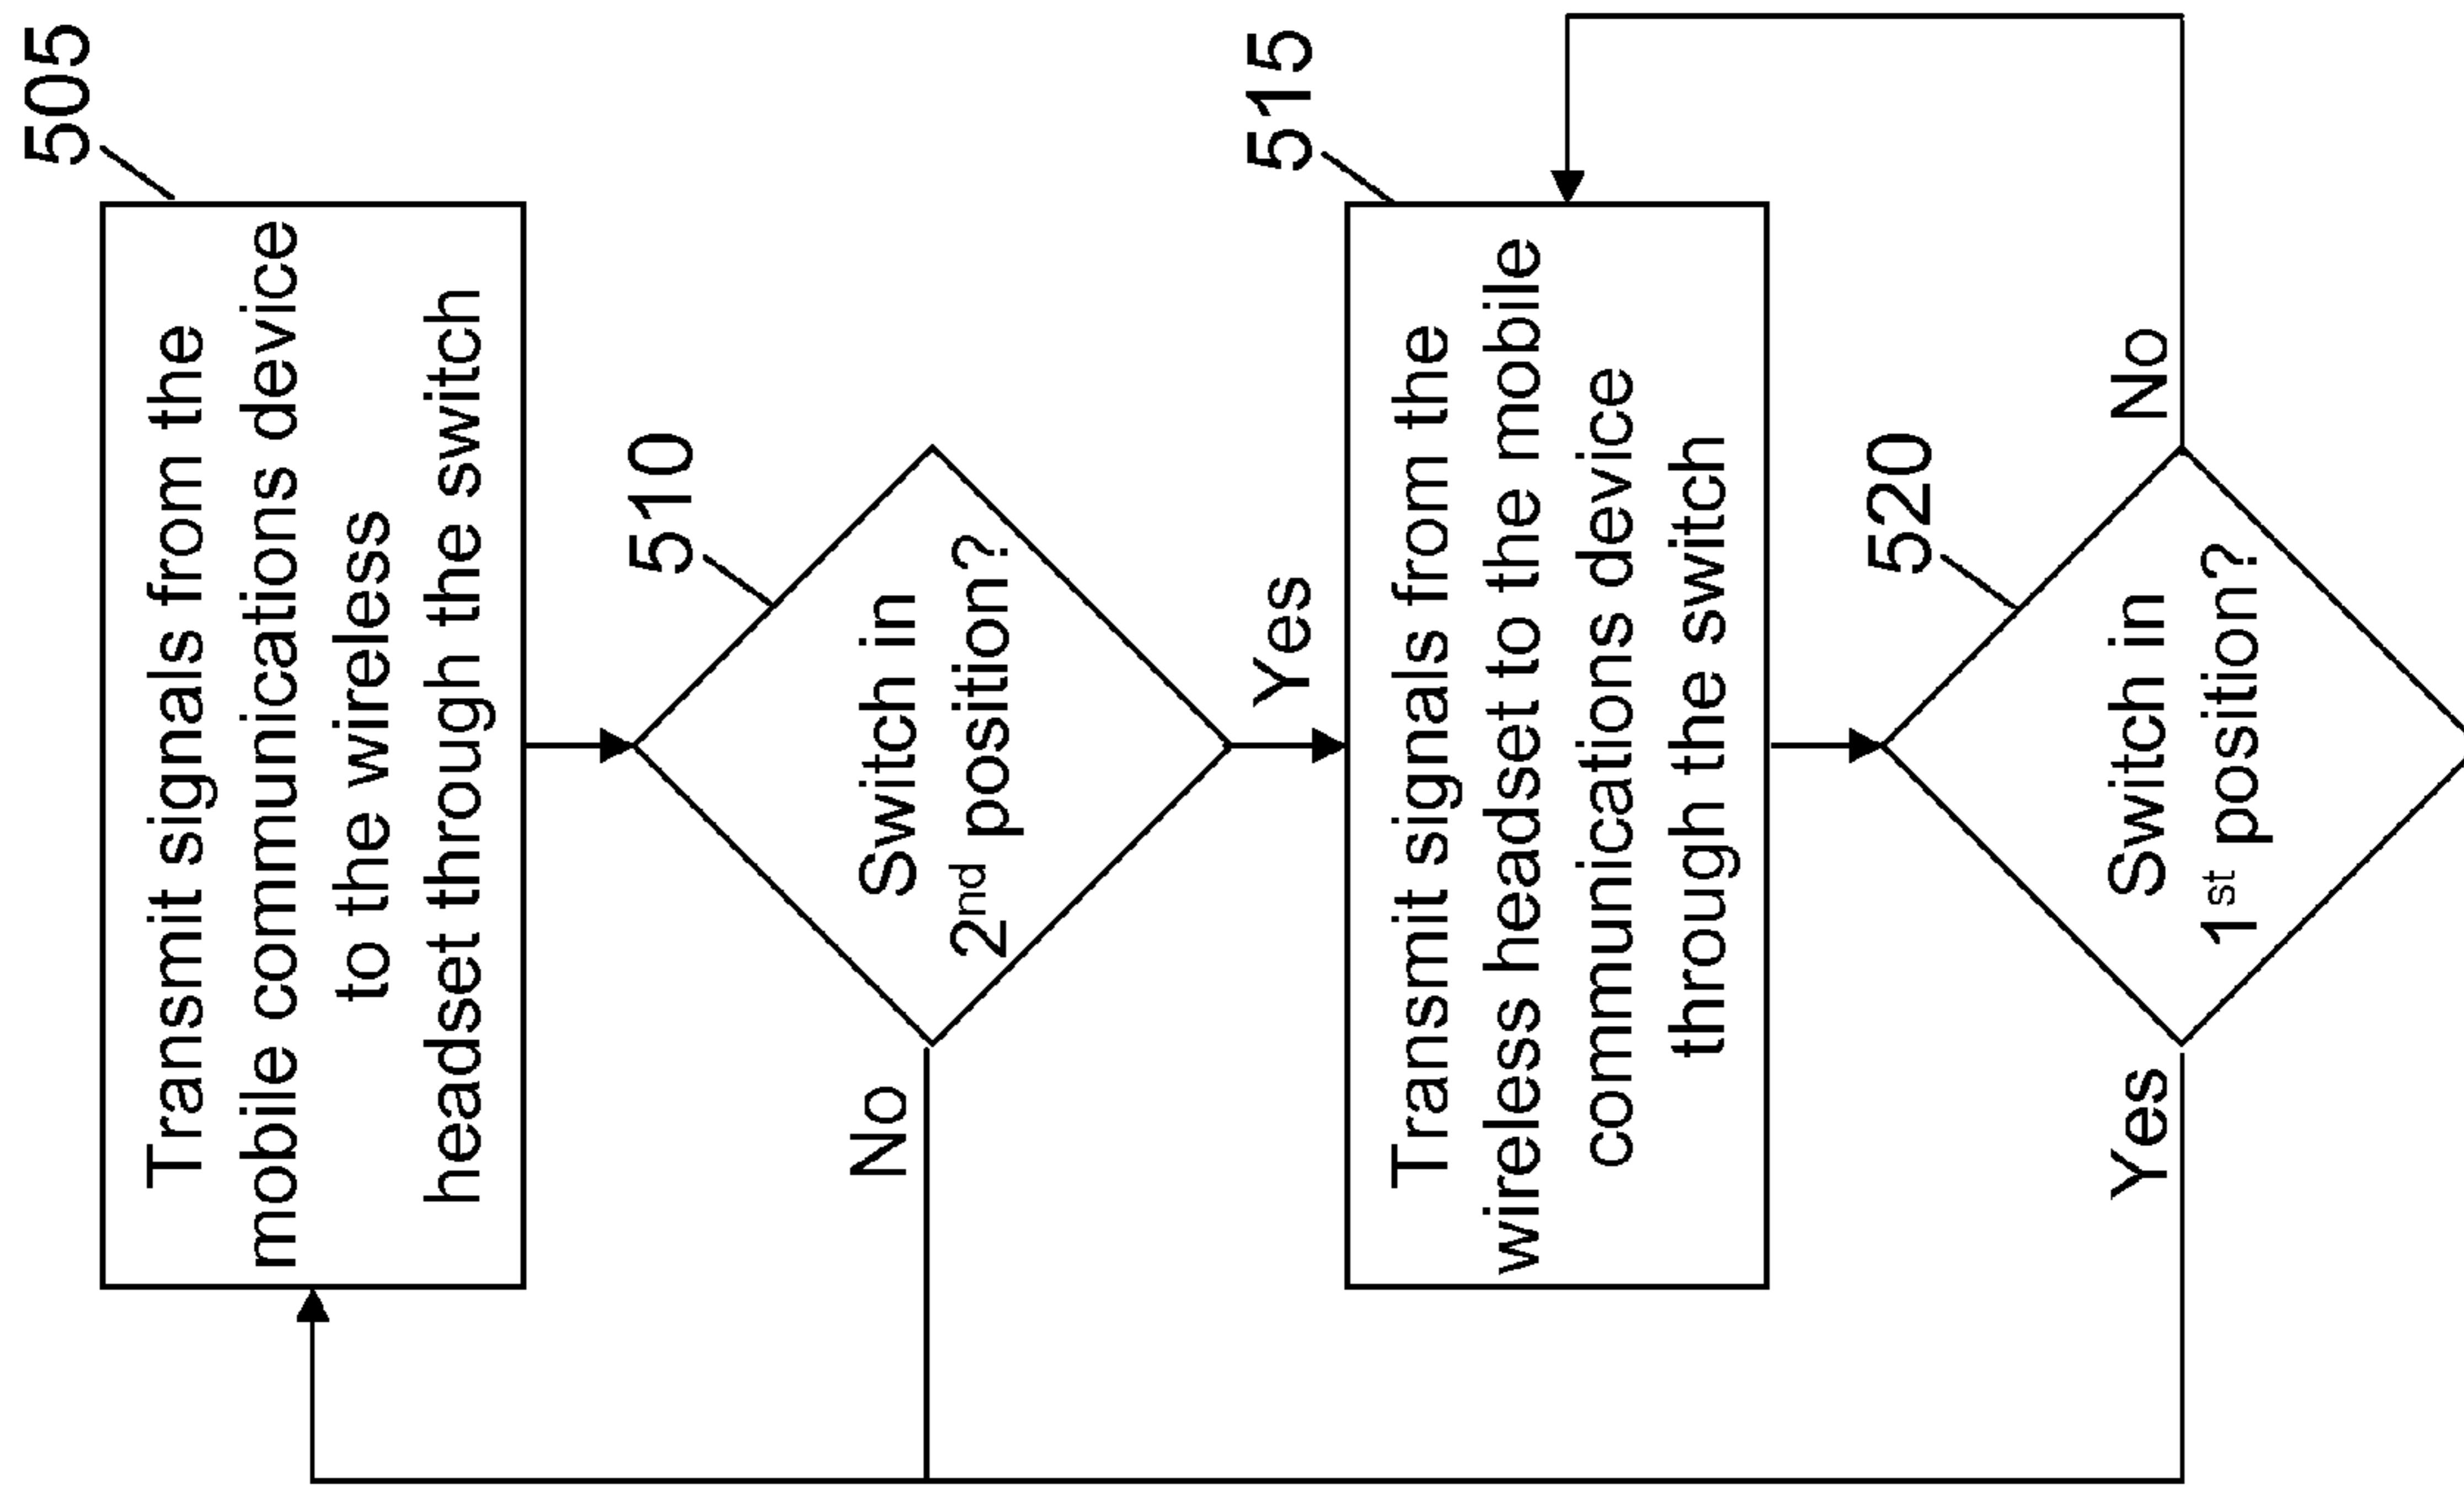 505
Transmit signals from the
mobile communications device
to the wireless
headset through the switch
510
Switch in
2nd position?
No
Yes
515
Transmit signals from the
wireless headset to the mobile
communications device
through the switch
520
Switch in
1st position?
Yes
No